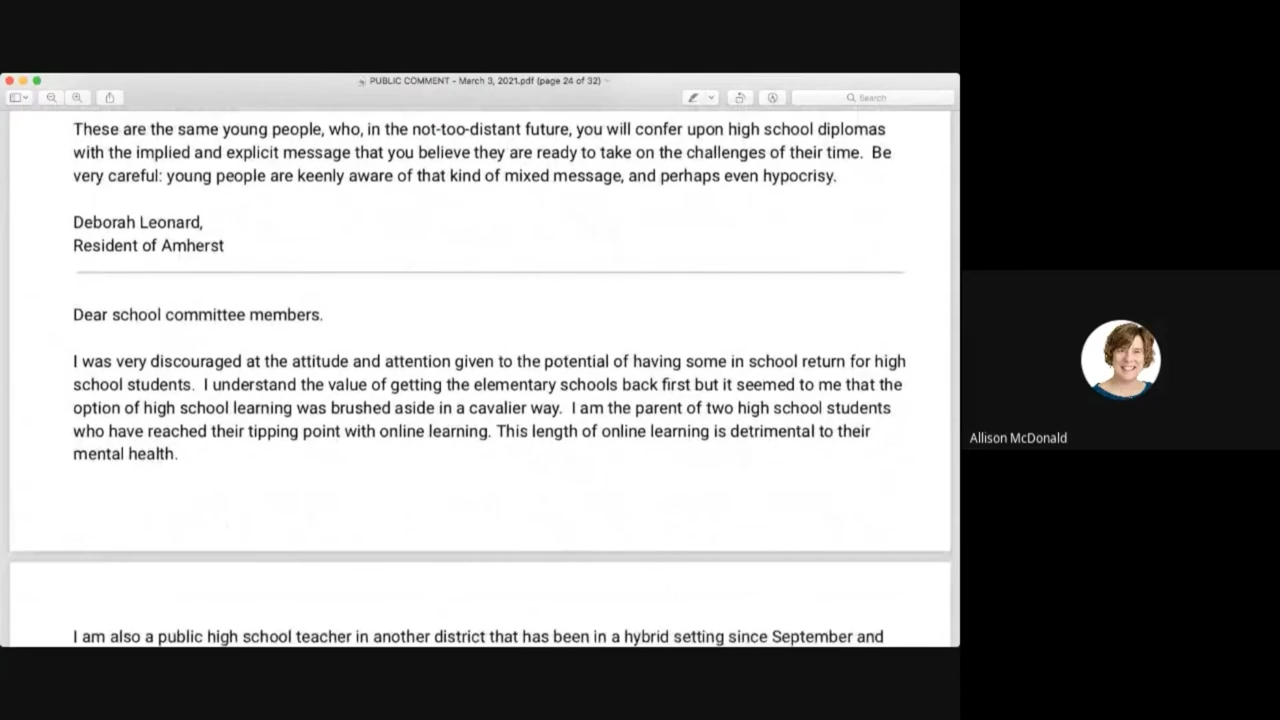 PUBLIC COMMENT - March 3, 2021.pdf (page 24 of 32)
Search
These are the same young people, who, in the not-too-distant future, you will confer upon high school diplomas
with the implied and explicit message that you believe they are ready to take on the challenges of their time.  Be
very careful: young people are keenly aware of that kind of mixed message, and perhaps even hypocrisy.
Deborah Leonard,
Resident of Amherst
Dear school committee members.
I was very discouraged at the attitude and attention given to the potential of having some in school return for high
school students.  I understand the value of getting the elementary schools back first but it seemed to me that the
option of high school learning was brushed aside in a cavalier way.  I am the parent of two high school students
who have reached their tipping point with online learning. This length of online learning is detrimental to their
mental health.
I am also a public high school teacher in another district that has been in a hybrid setting since September and
Allison McDonald